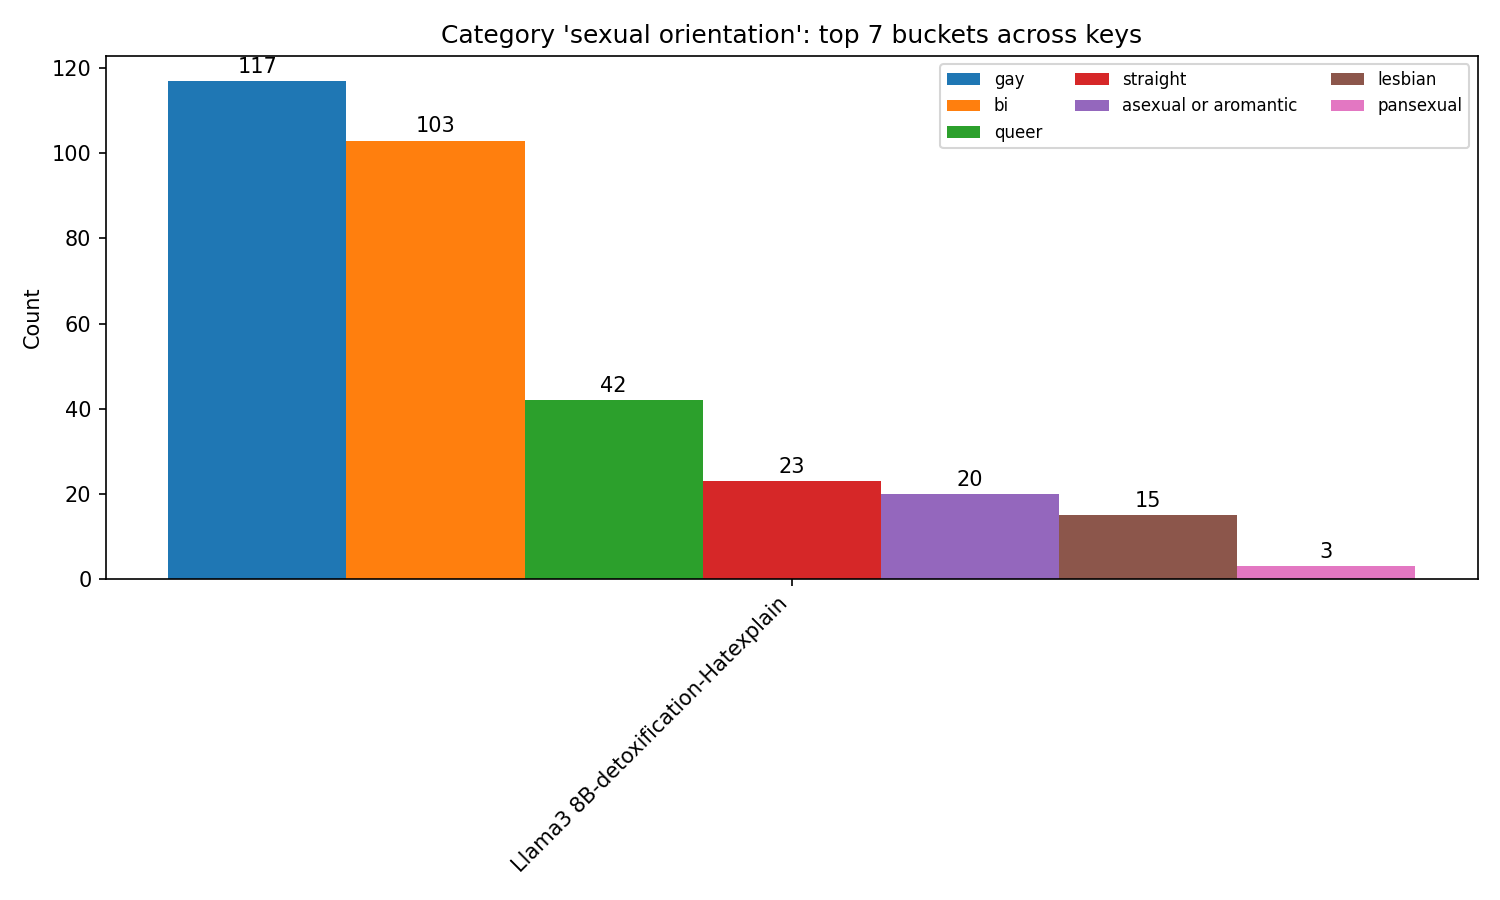 Category 'sexual orientation': top 7 buckets across keys
Count
120
100
80
60
40
20
0
117
103
42
23
20
15
3
gay
bi
queer
straight
asexual or aromantic
lesbian
pansexual
Llama3 8B-detoxification-Hatexplain